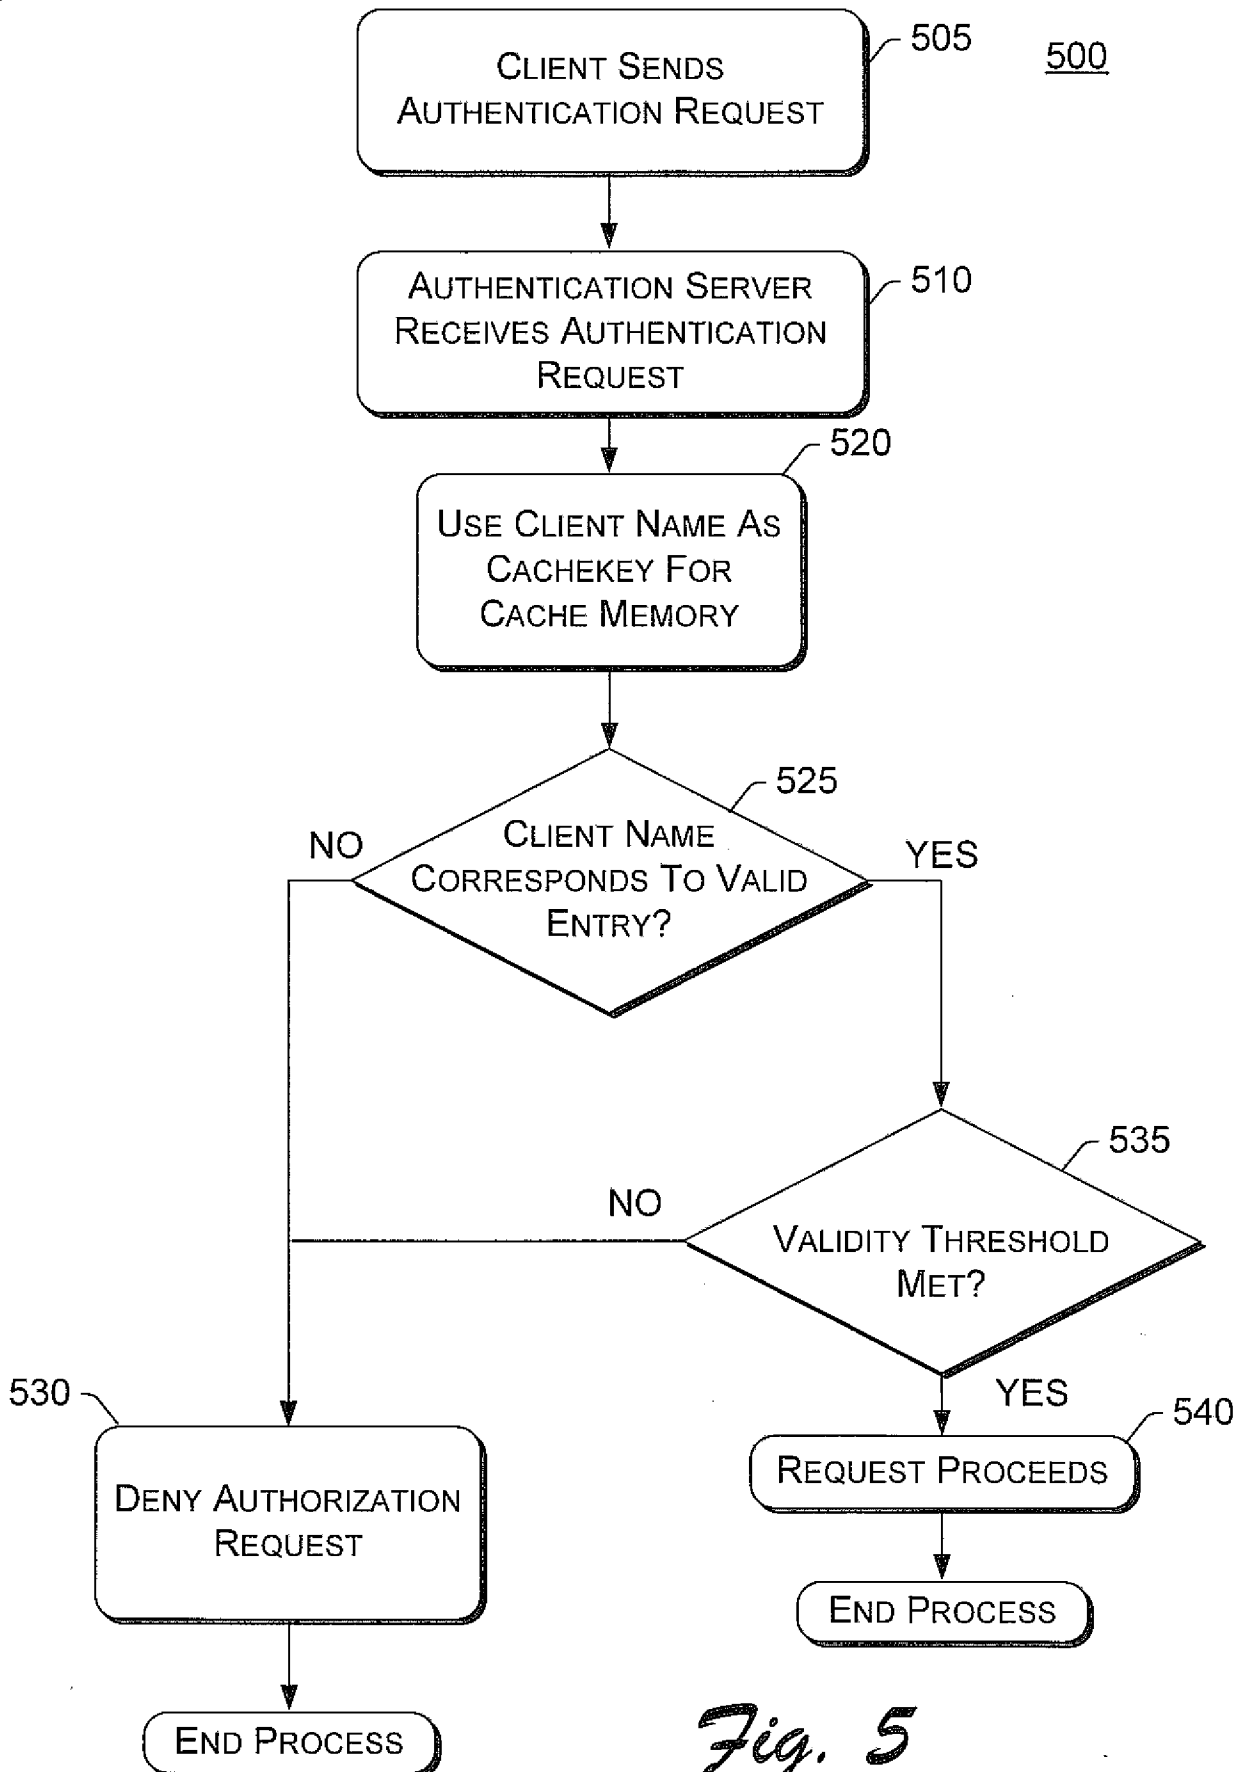 500
505
CLIENT SENDS
AUTHENTICATION REQUEST
510
AUTHENTICATION SERVER
RECEIVES AUTHENTICATION
REQUEST
520
USE CLIENT NAME AS
CACHEKEY FOR
CACHE MEMORY
525
CLIENT NAME
CORRESPONDS TO VALID
ENTRY?
NO
YES
535
VALIDITY THRESHOLD
MET?
NO
YES
530
DENY AUTHORIZATION
REQUEST
540
REQUEST PROCEEDS
END PROCESS
END PROCESS
Fig. 5